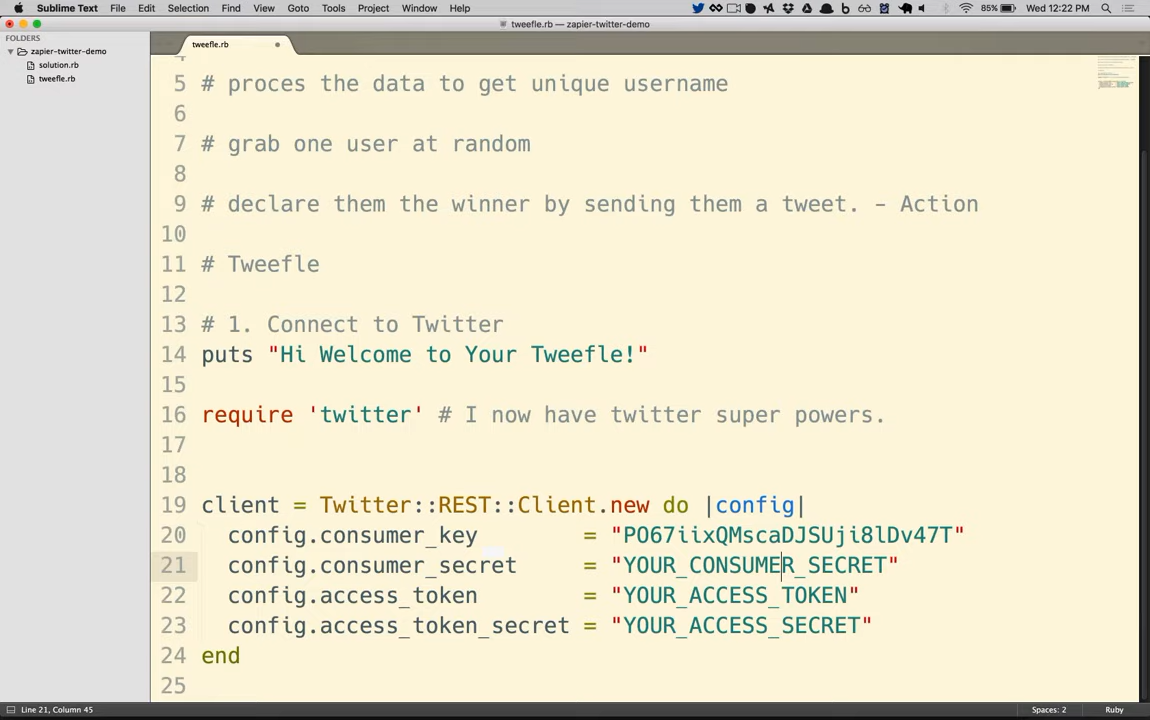 Sublime Text File Edit Selection Find View Goto Tools Project Window Help 85% Wed 12:22 PM
tweefle.rb — zapier-twitter-demo
FOLDERS
zapier-twitter-demo
solution.rb
tweefle.rb
tweefle.rb
4
5 # proces the data to get unique username
6
7 # grab one user at random
8
9 # declare them the winner by sending them a tweet. - Action
10
11 # Tweefle
12
13 # 1. Connect to Twitter
14 puts "Hi Welcome to Your Tweefle!"
15
16 require 'twitter' # I now have twitter super powers.
17
18
19 client = Twitter::REST::Client.new do |config|
20 config.consumer_key = "PO67iixQMscaDJSUji8lDv47T"
21 config.consumer_secret = "YOUR_CONSUMER_SECRET"
22 config.access_token = "YOUR_ACCESS_TOKEN"
23 config.access_token_secret = "YOUR_ACCESS_SECRET"
24 end
25
Line 21, Column 45 Spaces: 2 Ruby